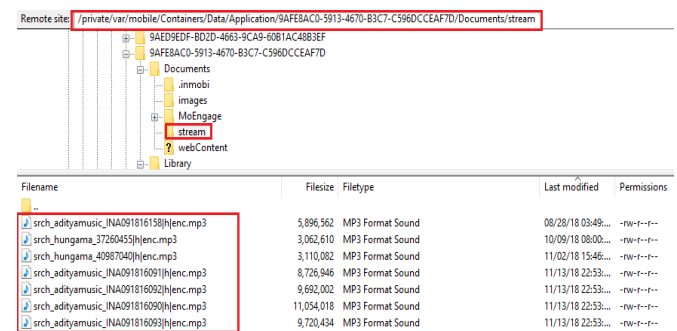 Remote site: /private/var/mobile/Containers/Data/Application/9AFE8AC0-5913-4670-B3C7-C596DCCEAF7D/Documents/stream
9AED9EDF-BD2D-4663-9CA9-60B1AC48B3EF
9AFE8AC0-5913-4670-B3C7-C596DCCEAF7D
Documents
.inmobi
images
MoEngage
stream
? webContent
Library
Filename Filesize Filetype Last modified Permissions
..
srch_adityamusic_INA091816158|h|enc.mp3 5,896,562 MP3 Format Sound 08/28/18 03:49:... -rw-r--r--
srch_hungama_37260455|h|enc.mp3 3,062,610 MP3 Format Sound 10/09/18 08:00:... -rw-r--r--
srch_hungama_40987040|h|enc.mp3 3,110,082 MP3 Format Sound 11/02/18 15:46:... -rw-r--r--
srch_adityamusic_INA091816091|h|enc.mp3 8,726,946 MP3 Format Sound 11/13/18 22:53:... -rw-r--r--
srch_adityamusic_INA091816092|h|enc.mp3 9,692,002 MP3 Format Sound 11/13/18 22:53:... -rw-r--r--
srch_adityamusic_INA091816090|h|enc.mp3 11,054,018 MP3 Format Sound 11/13/18 22:53:... -rw-r--r--
srch_adityamusic_INA091816093|h|enc.mp3 9,720,434 MP3 Format Sound 11/13/18 22:53:... -rw-r--r--